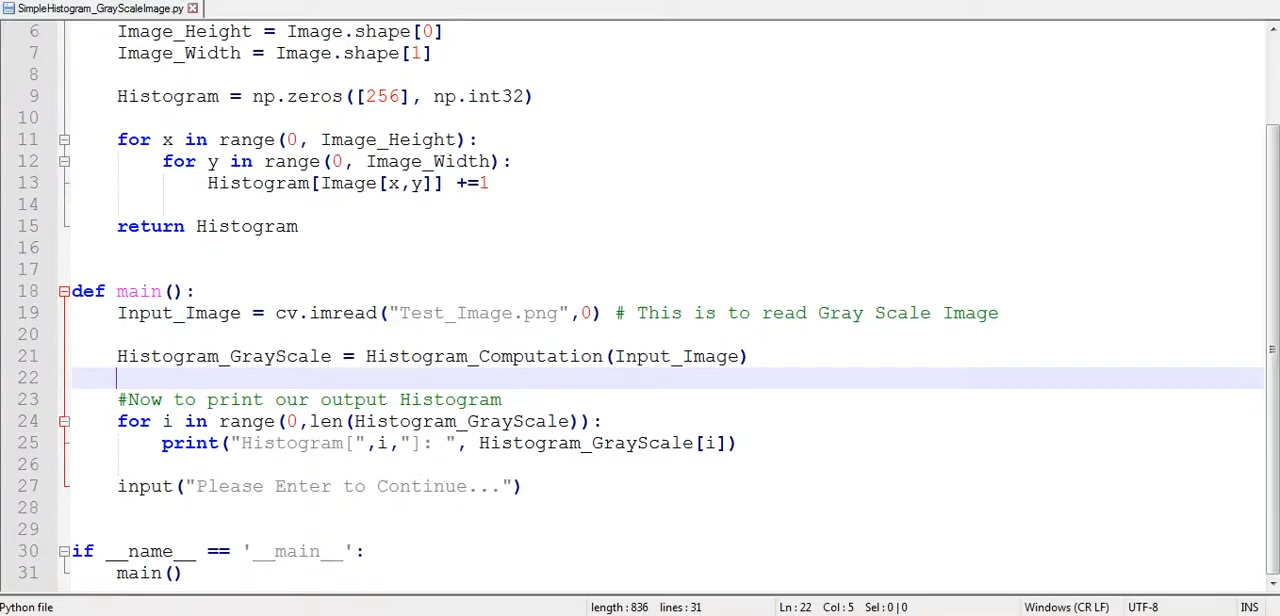 SimpleHistogram_GrayScaleImage.py
6 Image_Height = Image.shape[0]
7 Image_Width = Image.shape[1]
8
9 Histogram = np.zeros([256], np.int32)
10
11 for x in range(0, Image_Height):
12 for y in range(0, Image_Width):
13 Histogram[Image[x,y]] +=1
14
15 return Histogram
16
17
18 def main():
19 Input_Image = cv.imread("Test_Image.png",0) # This is to read Gray Scale Image
20
21 Histogram_GrayScale = Histogram_Computation(Input_Image)
22
23 #Now to print our output Histogram
24 for i in range(0,len(Histogram_GrayScale)):
25 print("Histogram[",i,"]: ", Histogram_GrayScale[i])
26
27 input("Please Enter to Continue...")
28
29
30 if __name__ == '__main__':
31 main()
Python file length : 836 lines : 31 Ln : 22 Col : 5 Sel : 0 | 0 Windows (CR LF) UTF-8 INS